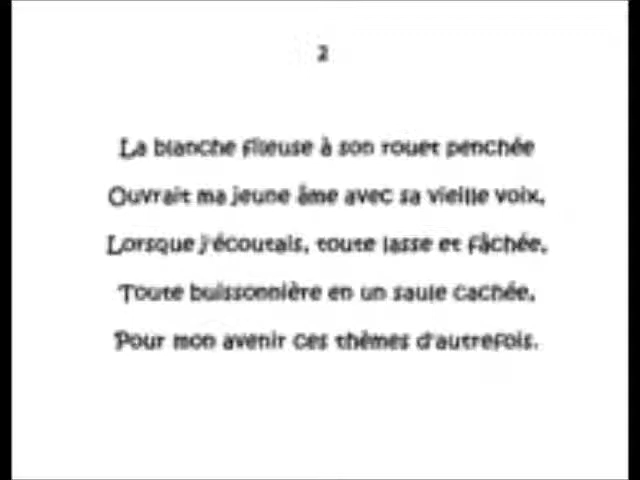 2
La blanche fileuse à son rouet penchée
Ouvrait ma jeune âme avec sa vieille voix,
Lorsque j'écoutais, toute lasse et fâchée,
Toute buissonnière en un saule cachée,
Pour mon avenir ces thèmes d'autrefois.